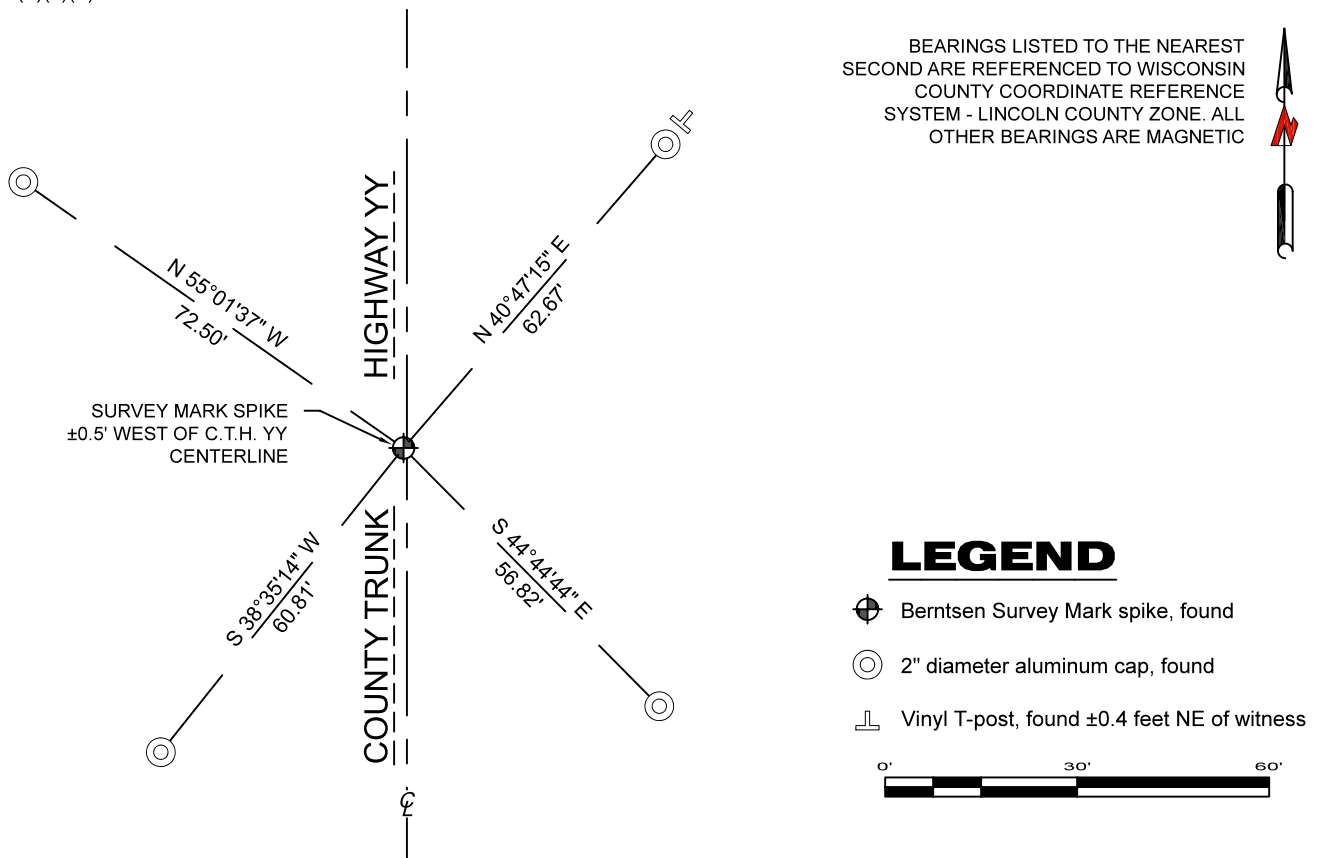 BEARINGS LISTED TO THE NEAREST
SECOND ARE REFERENCED TO WISCONSIN
COUNTY COORDINATE REFERENCE
SYSTEM - LINCOLN COUNTY ZONE. ALL
OTHER BEARINGS ARE MAGNETIC
N
N 55°01'37" W
72.50'
N 40°47'15" E
62.67'
HIGHWAY YY
SURVEY MARK SPIKE
±0.5' WEST OF C.T.H. YY
CENTERLINE
S 38°35'14" W
60.81'
COUNTY TRUNK
S 44°44'44" E
56.82'
℄
LEGEND
Berntsen Survey Mark spike, found
2" diameter aluminum cap, found
Vinyl T-post, found ±0.4 feet NE of witness
0' 30' 60'